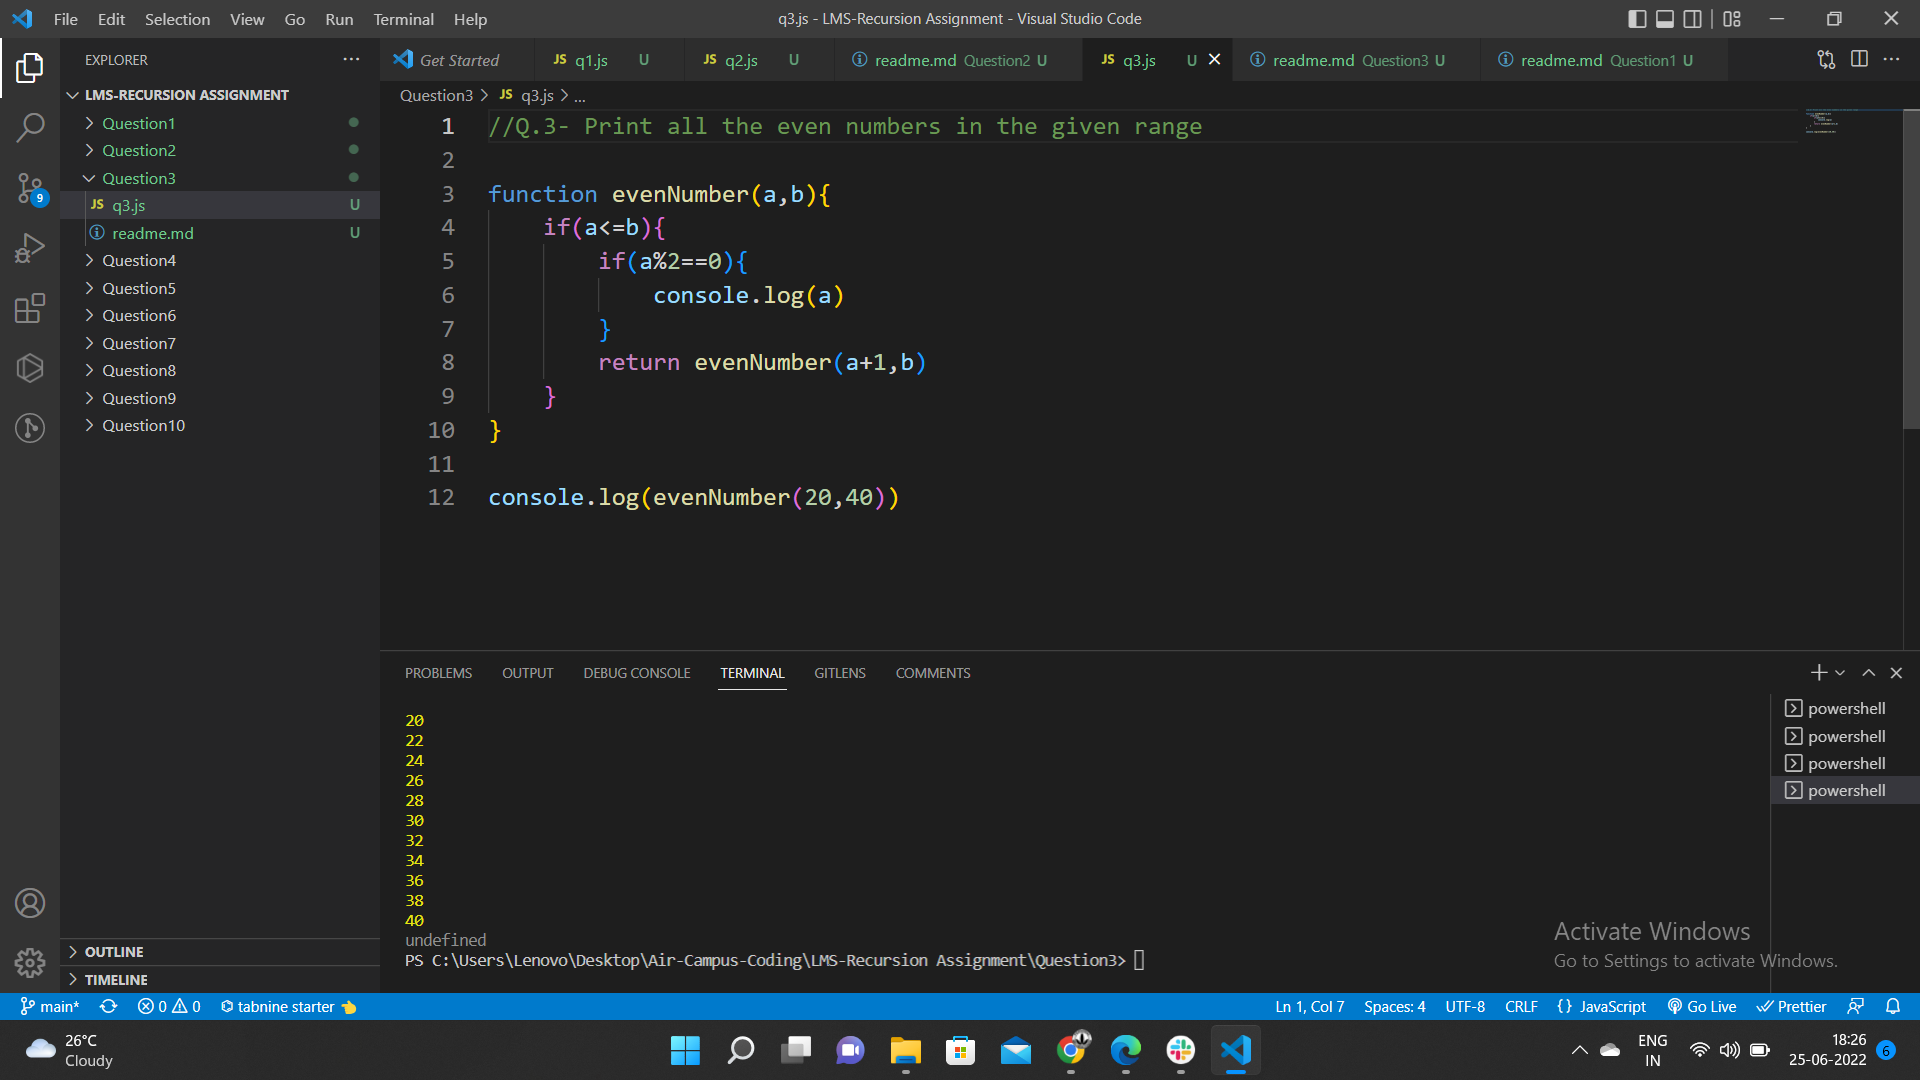 File Edit Selection View Go Run Terminal Help q3.js - LMS-Recursion Assignment - Visual Studio Code
EXPLORER
Get Started JS q1.js U JS q2.js U readme.md Question2 U JS q3.js U readme.md Question3 U readme.md Question1 U
LMS-RECURSION ASSIGNMENT
Question1
Question2
Question3
JS q3.js U
readme.md U
Question4
Question5
Question6
Question7
Question8
Question9
Question10
OUTLINE
TIMELINE
9
Question3 > JS q3.js > ...
1 //Q.3- Print all the even numbers in the given range
2
3 function evenNumber(a,b){
4 if(a<=b){
5 if(a%2==0){
6 console.log(a)
7 }
8 return evenNumber(a+1,b)
9 }
10 }
11
12 console.log(evenNumber(20,40))
PROBLEMS OUTPUT DEBUG CONSOLE TERMINAL GITLENS COMMENTS
20
22
24
26
28
30
32
34
36
38
40
undefined
PS C:\Users\Lenovo\Desktop\Air-Campus-Coding\LMS-Recursion Assignment\Question3>
powershell
powershell
powershell
powershell
Activate Windows
Go to Settings to activate Windows.
main* 0 0 tabnine starter Ln 1, Col 7 Spaces: 4 UTF-8 CRLF {} JavaScript Go Live Prettier
26°C
Cloudy
ENG
IN
18:26
25-06-2022
6